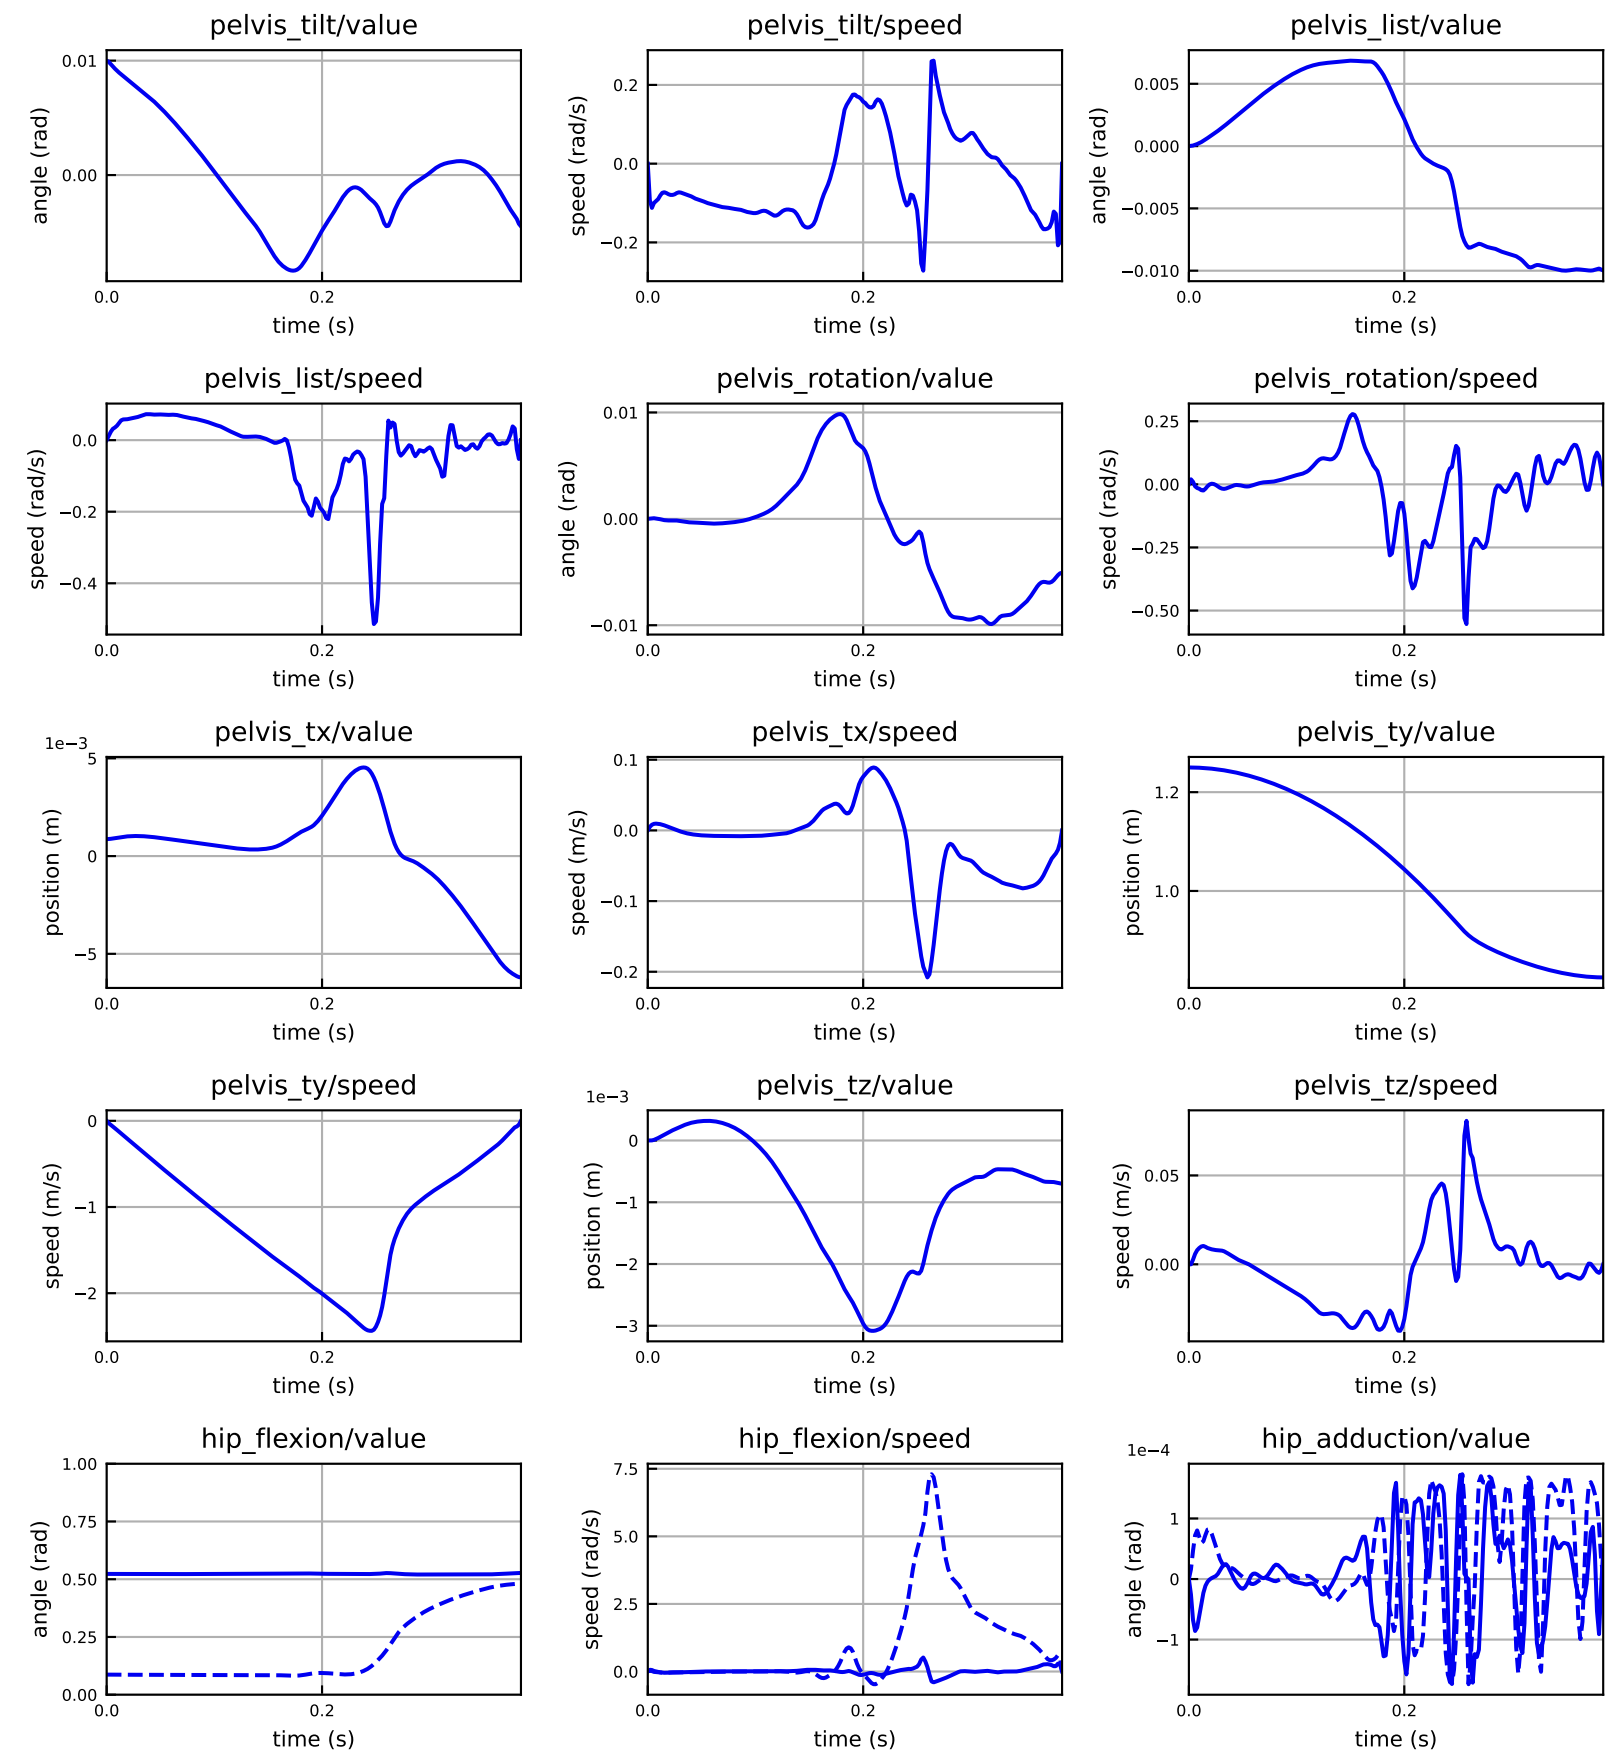 pelvis_tilt/value
pelvis_tilt/speed
pelvis_list/value
0.01
0.00
angle (rad)
0.0
0.2
time (s)
0.2
0.0
−0.2
speed (rad/s)
0.0
0.2
time (s)
0.005
0.000
−0.005
−0.010
angle (rad)
0.0
0.2
time (s)
pelvis_list/speed
pelvis_rotation/value
pelvis_rotation/speed
0.0
−0.2
−0.4
speed (rad/s)
0.0
0.2
time (s)
0.01
0.00
−0.01
angle (rad)
0.0
0.2
time (s)
0.25
0.00
−0.25
−0.50
speed (rad/s)
0.0
0.2
time (s)
pelvis_tx/value
pelvis_tx/speed
pelvis_ty/value
1e−3
5
0
−5
position (m)
0.0
0.2
time (s)
0.1
0.0
−0.1
−0.2
speed (m/s)
0.0
0.2
time (s)
1.2
1.0
position (m)
0.0
0.2
time (s)
pelvis_ty/speed
pelvis_tz/value
pelvis_tz/speed
0
−1
−2
speed (m/s)
0.0
0.2
time (s)
1e−3
0
−1
−2
−3
position (m)
0.0
0.2
time (s)
0.05
0.00
speed (m/s)
0.0
0.2
time (s)
hip_flexion/value
hip_flexion/speed
hip_adduction/value
1.00
0.75
0.50
0.25
0.00
angle (rad)
0.0
0.2
time (s)
7.5
5.0
2.5
0.0
speed (rad/s)
0.0
0.2
time (s)
1e−4
1
0
−1
angle (rad)
0.0
0.2
time (s)